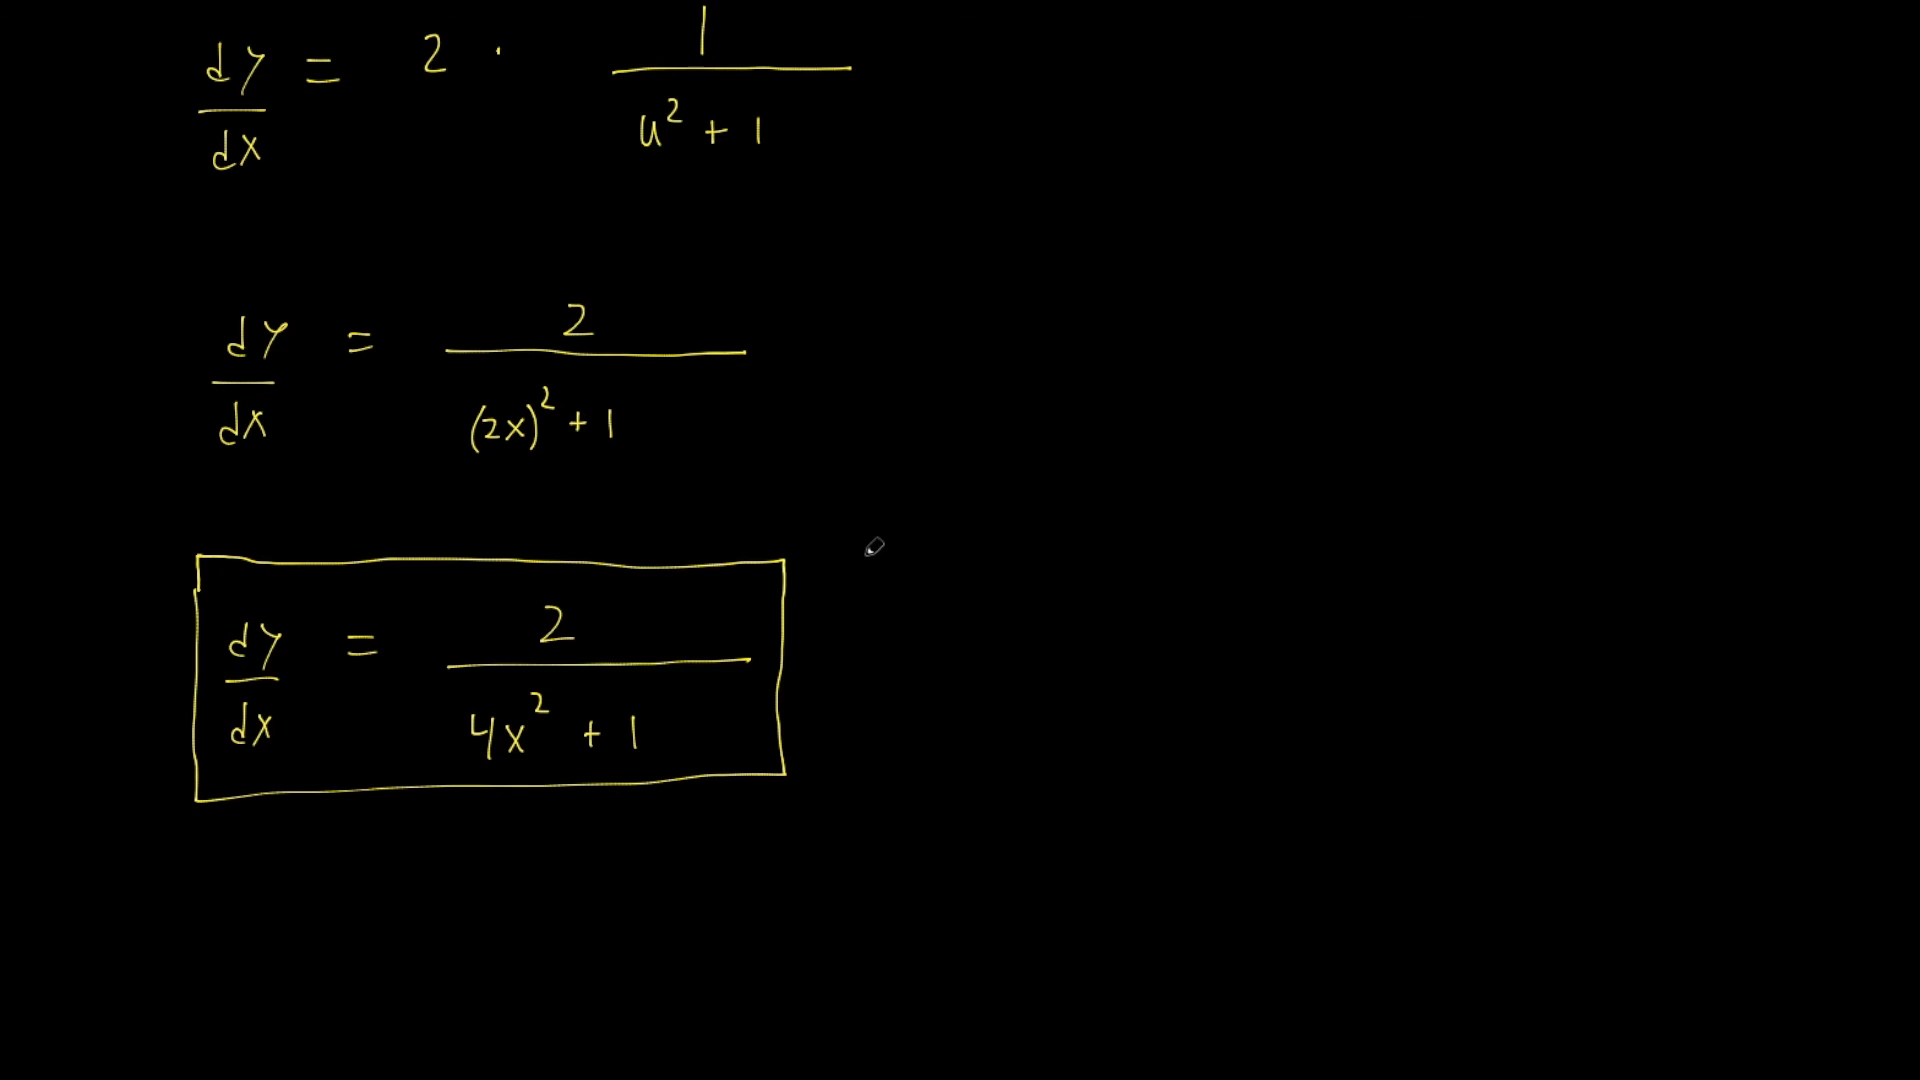 dy/dx = 2 · 1/(u² + 1)
dy/dx = 2/((2x)² + 1)
dy/dx = 2/(4x² + 1)